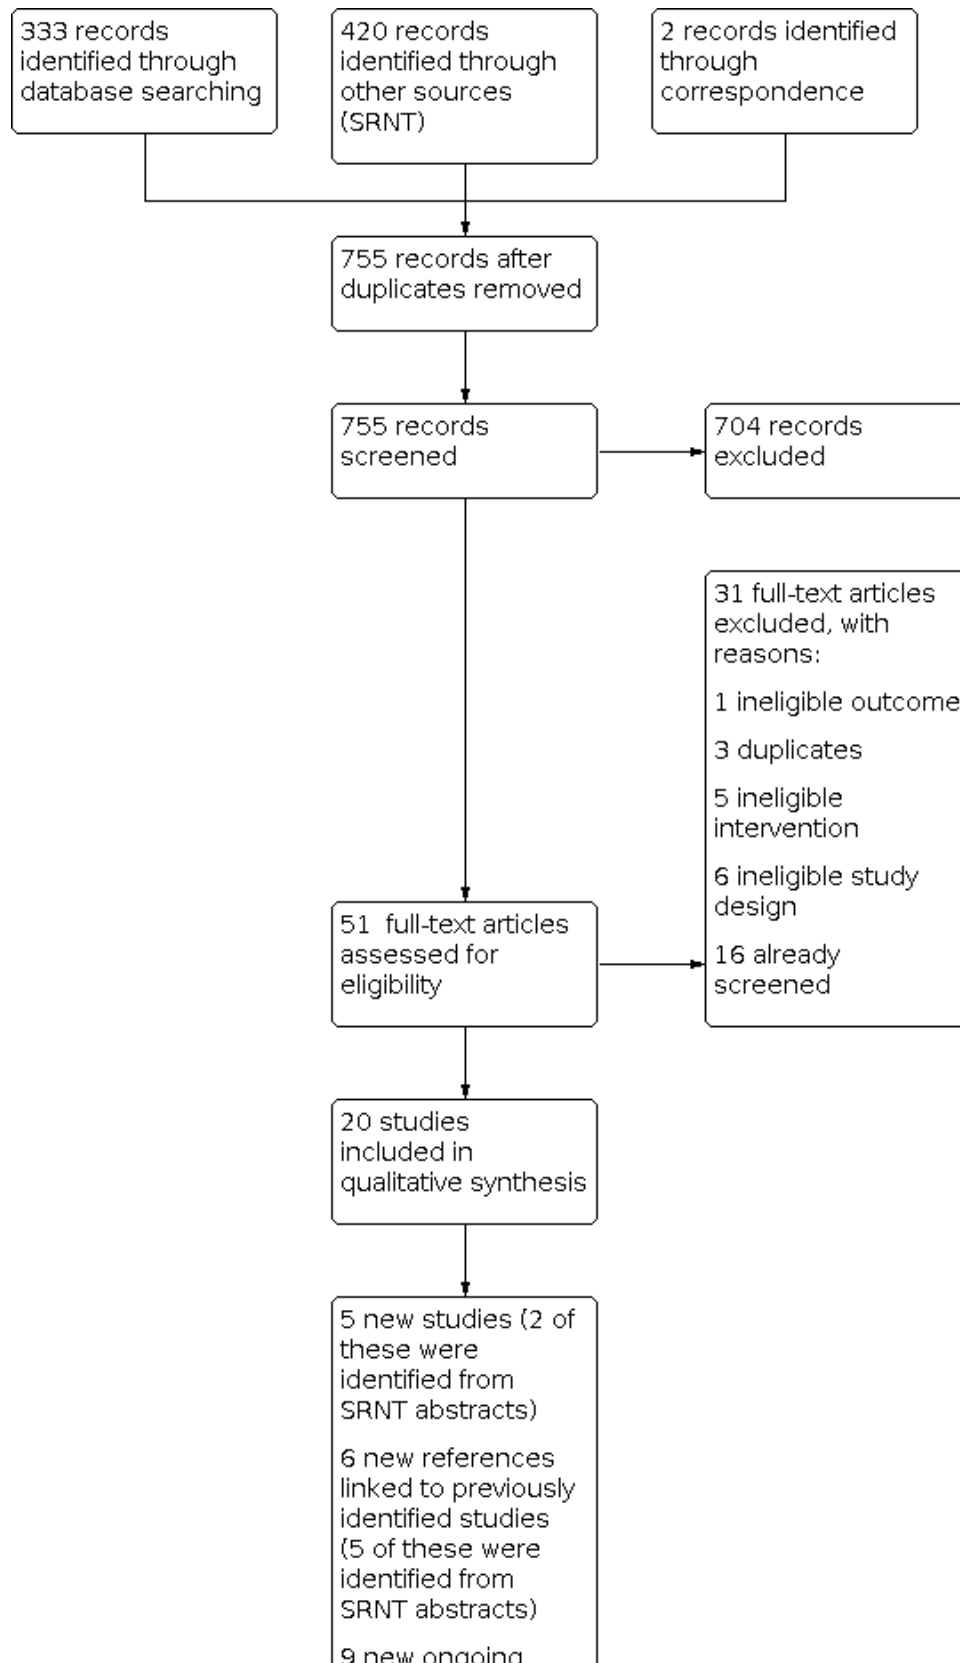 333 records
identified through
database searching
420 records
identified through
other sources
(SRNT)
2 records identified
through
correspondence
755 records after
duplicates removed
755 records
screened
704 records
excluded
31 full-text articles
excluded, with
reasons:
1 ineligible outcome
3 duplicates
5 ineligible
intervention
6 ineligible study
design
16 already
screened
51  full-text articles
assessed for
eligibility
20 studies
included in
qualitative synthesis
5 new studies (2 of
these were
identified from
SRNT abstracts)
6 new references
linked to previously
identified studies
(5 of these were
identified from
SRNT abstracts)
9 new ongoing